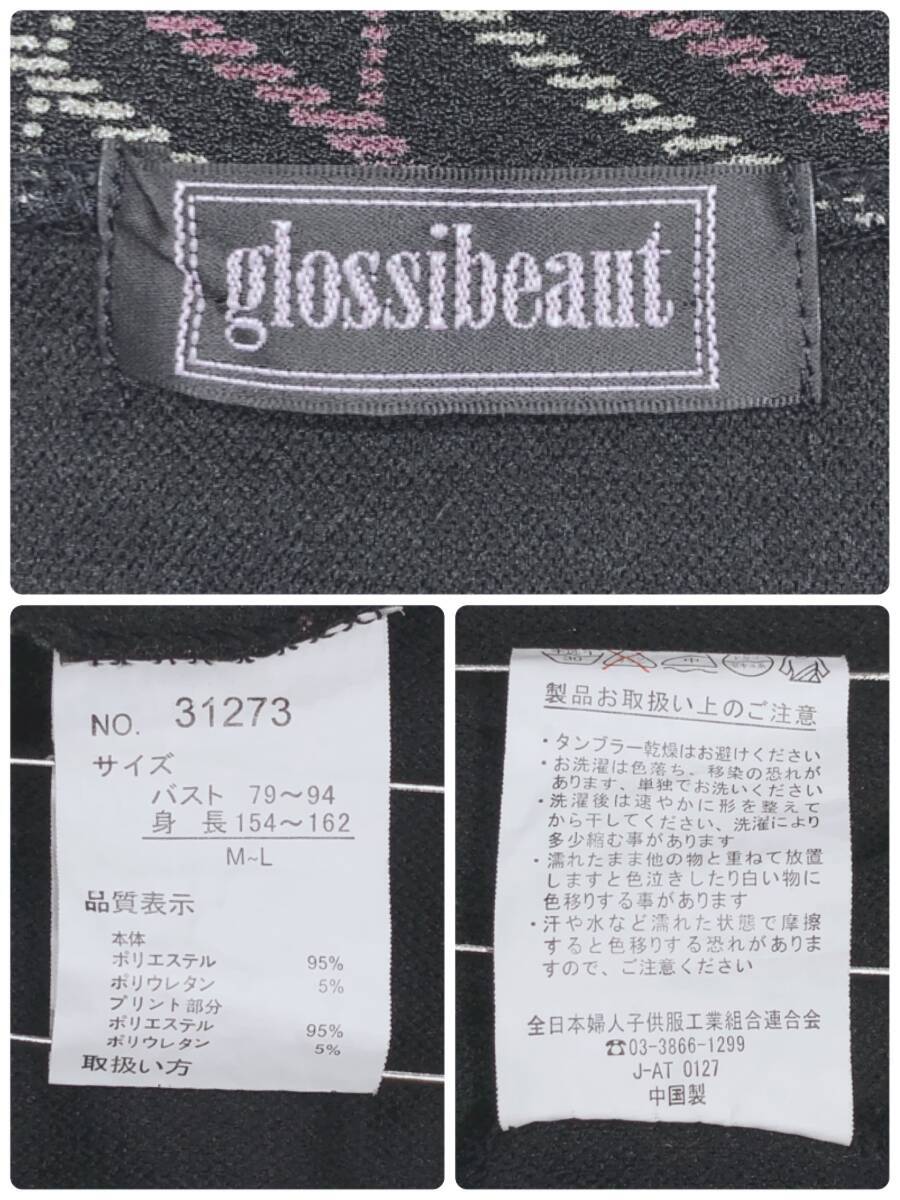 glossibeaut
NO. 31273
サイズ
バスト 79～94
身 長 154～162
M~L
品質表示
本体
ポリエステル 95%
ポリウレタン 5%
プリント部分
ポリエステル 95%
ポリウレタン 5%
取扱い方
製品お取扱い上のご注意
・タンブラー乾燥はお避けください
・お洗濯は色落ち、移染の恐れが
あります、単独でお洗いください
・洗濯後は速やかに形を整えて
から干してください、洗濯により
多少縮む事があります
・濡れたまま他の物と重ねて放置
しますと色泣きしたり白い物に
色移りする事があります
・汗や水など濡れた状態で摩擦
すると色移りする恐れがありま
すので、ご注意ください
全日本婦人子供服工業組合連合会
☎03-3866-1299
J-AT 0127
中国製